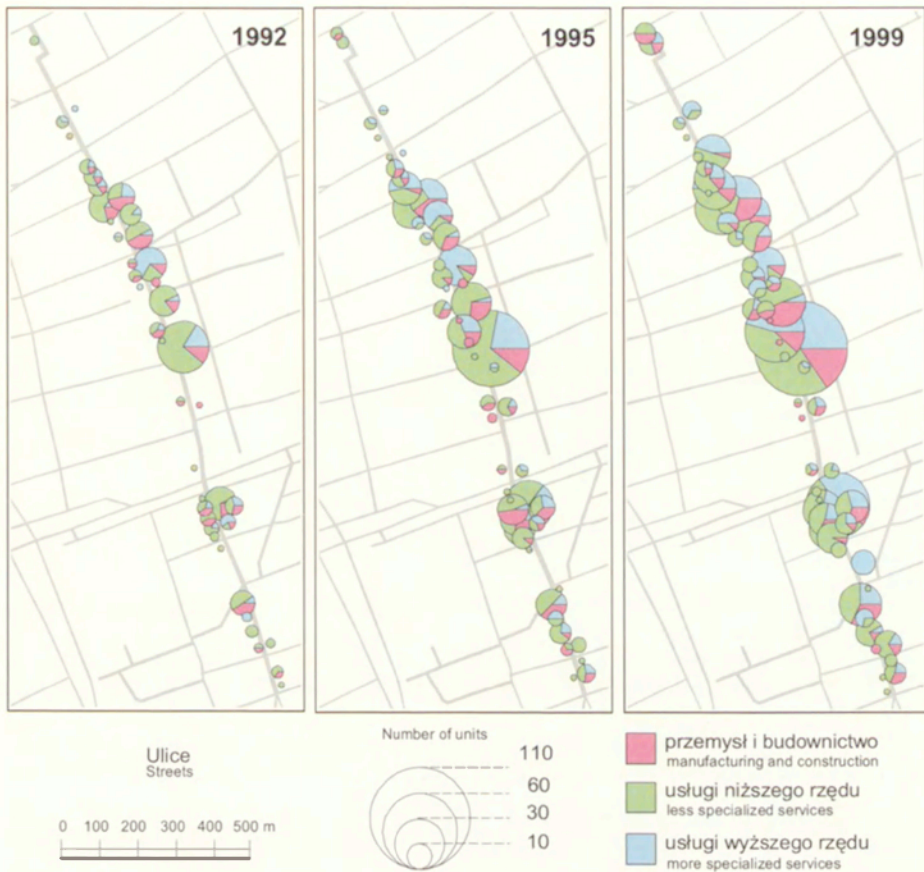 1992
1995
1999
Ulice
Streets
0 100 200 300 400 500 m
Number of units
110
60
30
10
przemysł i budownictwo
manufacturing and construction
usługi niższego rzędu
less specialized services
usługi wyższego rzędu
more specialized services